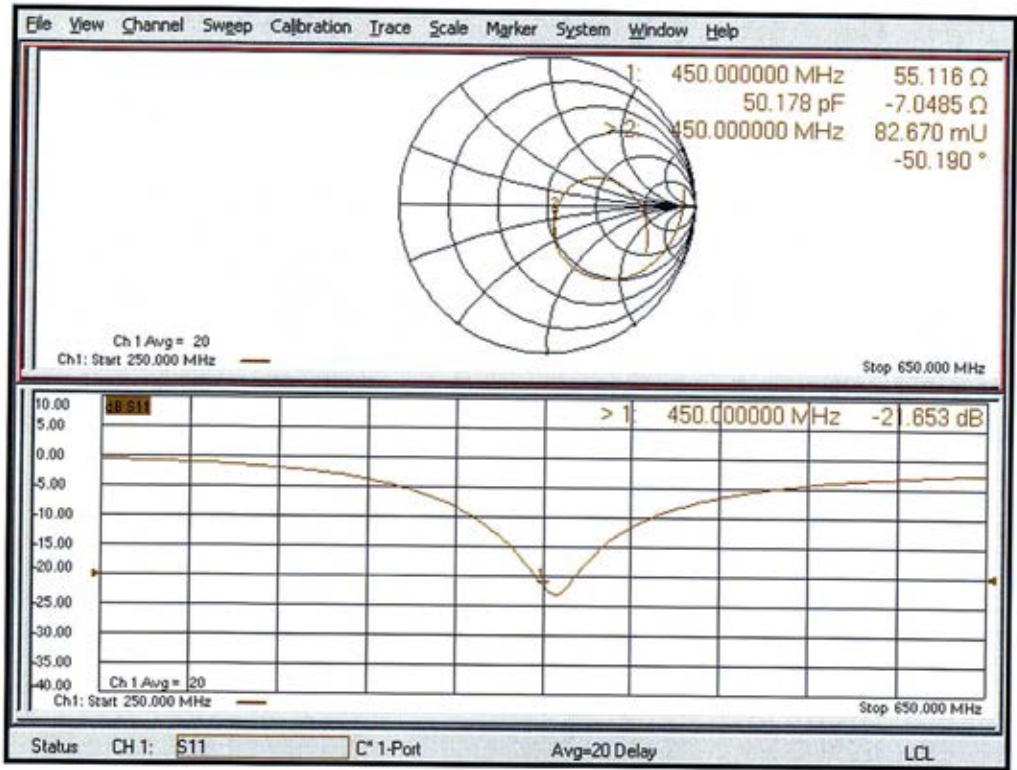 File View Channel Sweep Calibration Trace Scale Marker System Window Help
1: 450.000000 MHz 55.116 Ω
50.178 pF -7.0485 Ω
> 2: 450.000000 MHz 82.670 mU
-50.190 °
Ch 1 Avg = 20
Ch1: Start 250.000 MHz
Stop 650.000 MHz
10.00
dB S11
> 1: 450.000000 MHz -21.653 dB
5.00
0.00
-5.00
-10.00
-15.00
-20.00
1
-25.00
-30.00
-35.00
-40.00
Ch 1 Avg = 20
Ch1: Start 250.000 MHz
Stop 650.000 MHz
Status CH 1: S11 C* 1-Port Avg=20 Delay LCL